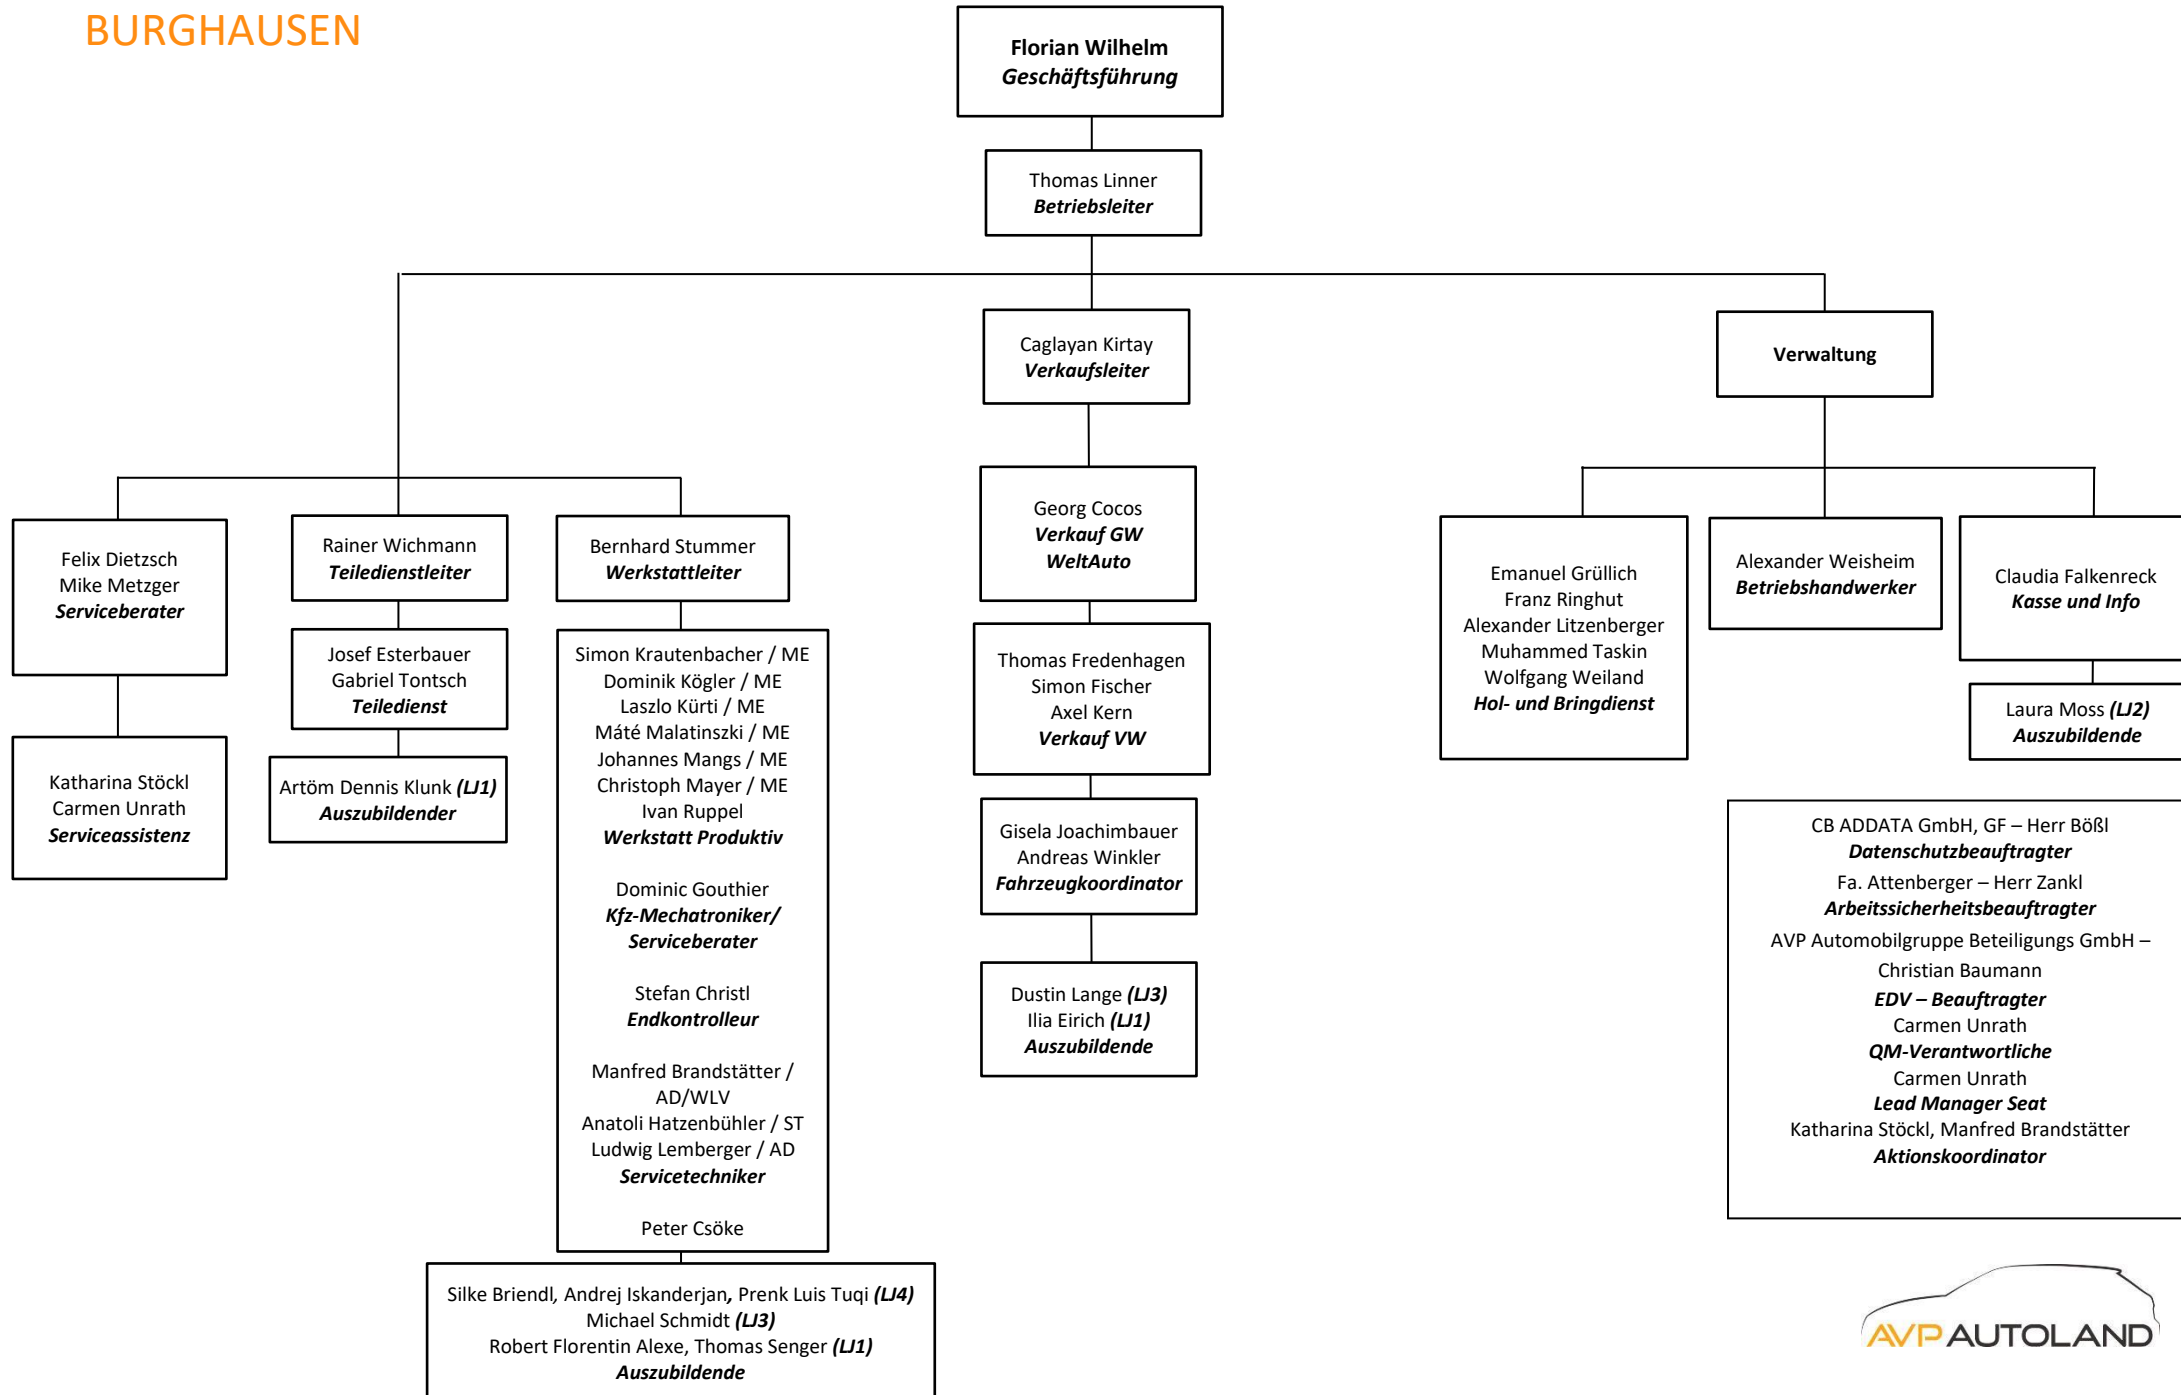 BURGHAUSEN
Florian Wilhelm
Geschäftsführung
Thomas Linner
Betriebsleiter
Caglayan Kirtay
Verkaufsleiter
Verwaltung
Felix Dietzsch
Mike Metzger
Serviceberater
Katharina Stöckl
Carmen Unrath
Serviceassistenz
Rainer Wichmann
Teiledienstleiter
Josef Esterbauer
Gabriel Tontsch
Teiledienst
Artöm Dennis Klunk (LJ1)
Auszubildender
Bernhard Stummer
Werkstattleiter
Simon Krautenbacher / ME
Dominik Kögler / ME
Laszlo Kürti / ME
Máté Malatinszki / ME
Johannes Mangs / ME
Christoph Mayer / ME
Ivan Ruppel
Werkstatt Produktiv
Dominic Gouthier
Kfz-Mechatroniker/
Serviceberater
Stefan Christl
Endkontrolleur
Manfred Brandstätter /
AD/WLV
Anatoli Hatzenbühler / ST
Ludwig Lemberger / AD
Servicetechniker
Peter Csöke
Silke Briendl, Andrej Iskanderjan, Prenk Luis Tuqi (LJ4)
Michael Schmidt (LJ3)
Robert Florentin Alexe, Thomas Senger (LJ1)
Auszubildende
Georg Cocos
Verkauf GW
WeltAuto
Thomas Fredenhagen
Simon Fischer
Axel Kern
Verkauf VW
Gisela Joachimbauer
Andreas Winkler
Fahrzeugkoordinator
Dustin Lange (LJ3)
Ilia Eirich (LJ1)
Auszubildende
Emanuel Grüllich
Franz Ringhut
Alexander Litzenberger
Muhammed Taskin
Wolfgang Weiland
Hol- und Bringdienst
Alexander Weisheim
Betriebshandwerker
Claudia Falkenreck
Kasse und Info
Laura Moss (LJ2)
Auszubildende
CB ADDATA GmbH, GF – Herr Bößl
Datenschutzbeauftragter
Fa. Attenberger – Herr Zankl
Arbeitssicherheitsbeauftragter
AVP Automobilgruppe Beteiligungs GmbH –
Christian Baumann
EDV – Beauftragter
Carmen Unrath
QM-Verantwortliche
Carmen Unrath
Lead Manager Seat
Katharina Stöckl, Manfred Brandstätter
Aktionskoordinator
AVP AUTOLAND